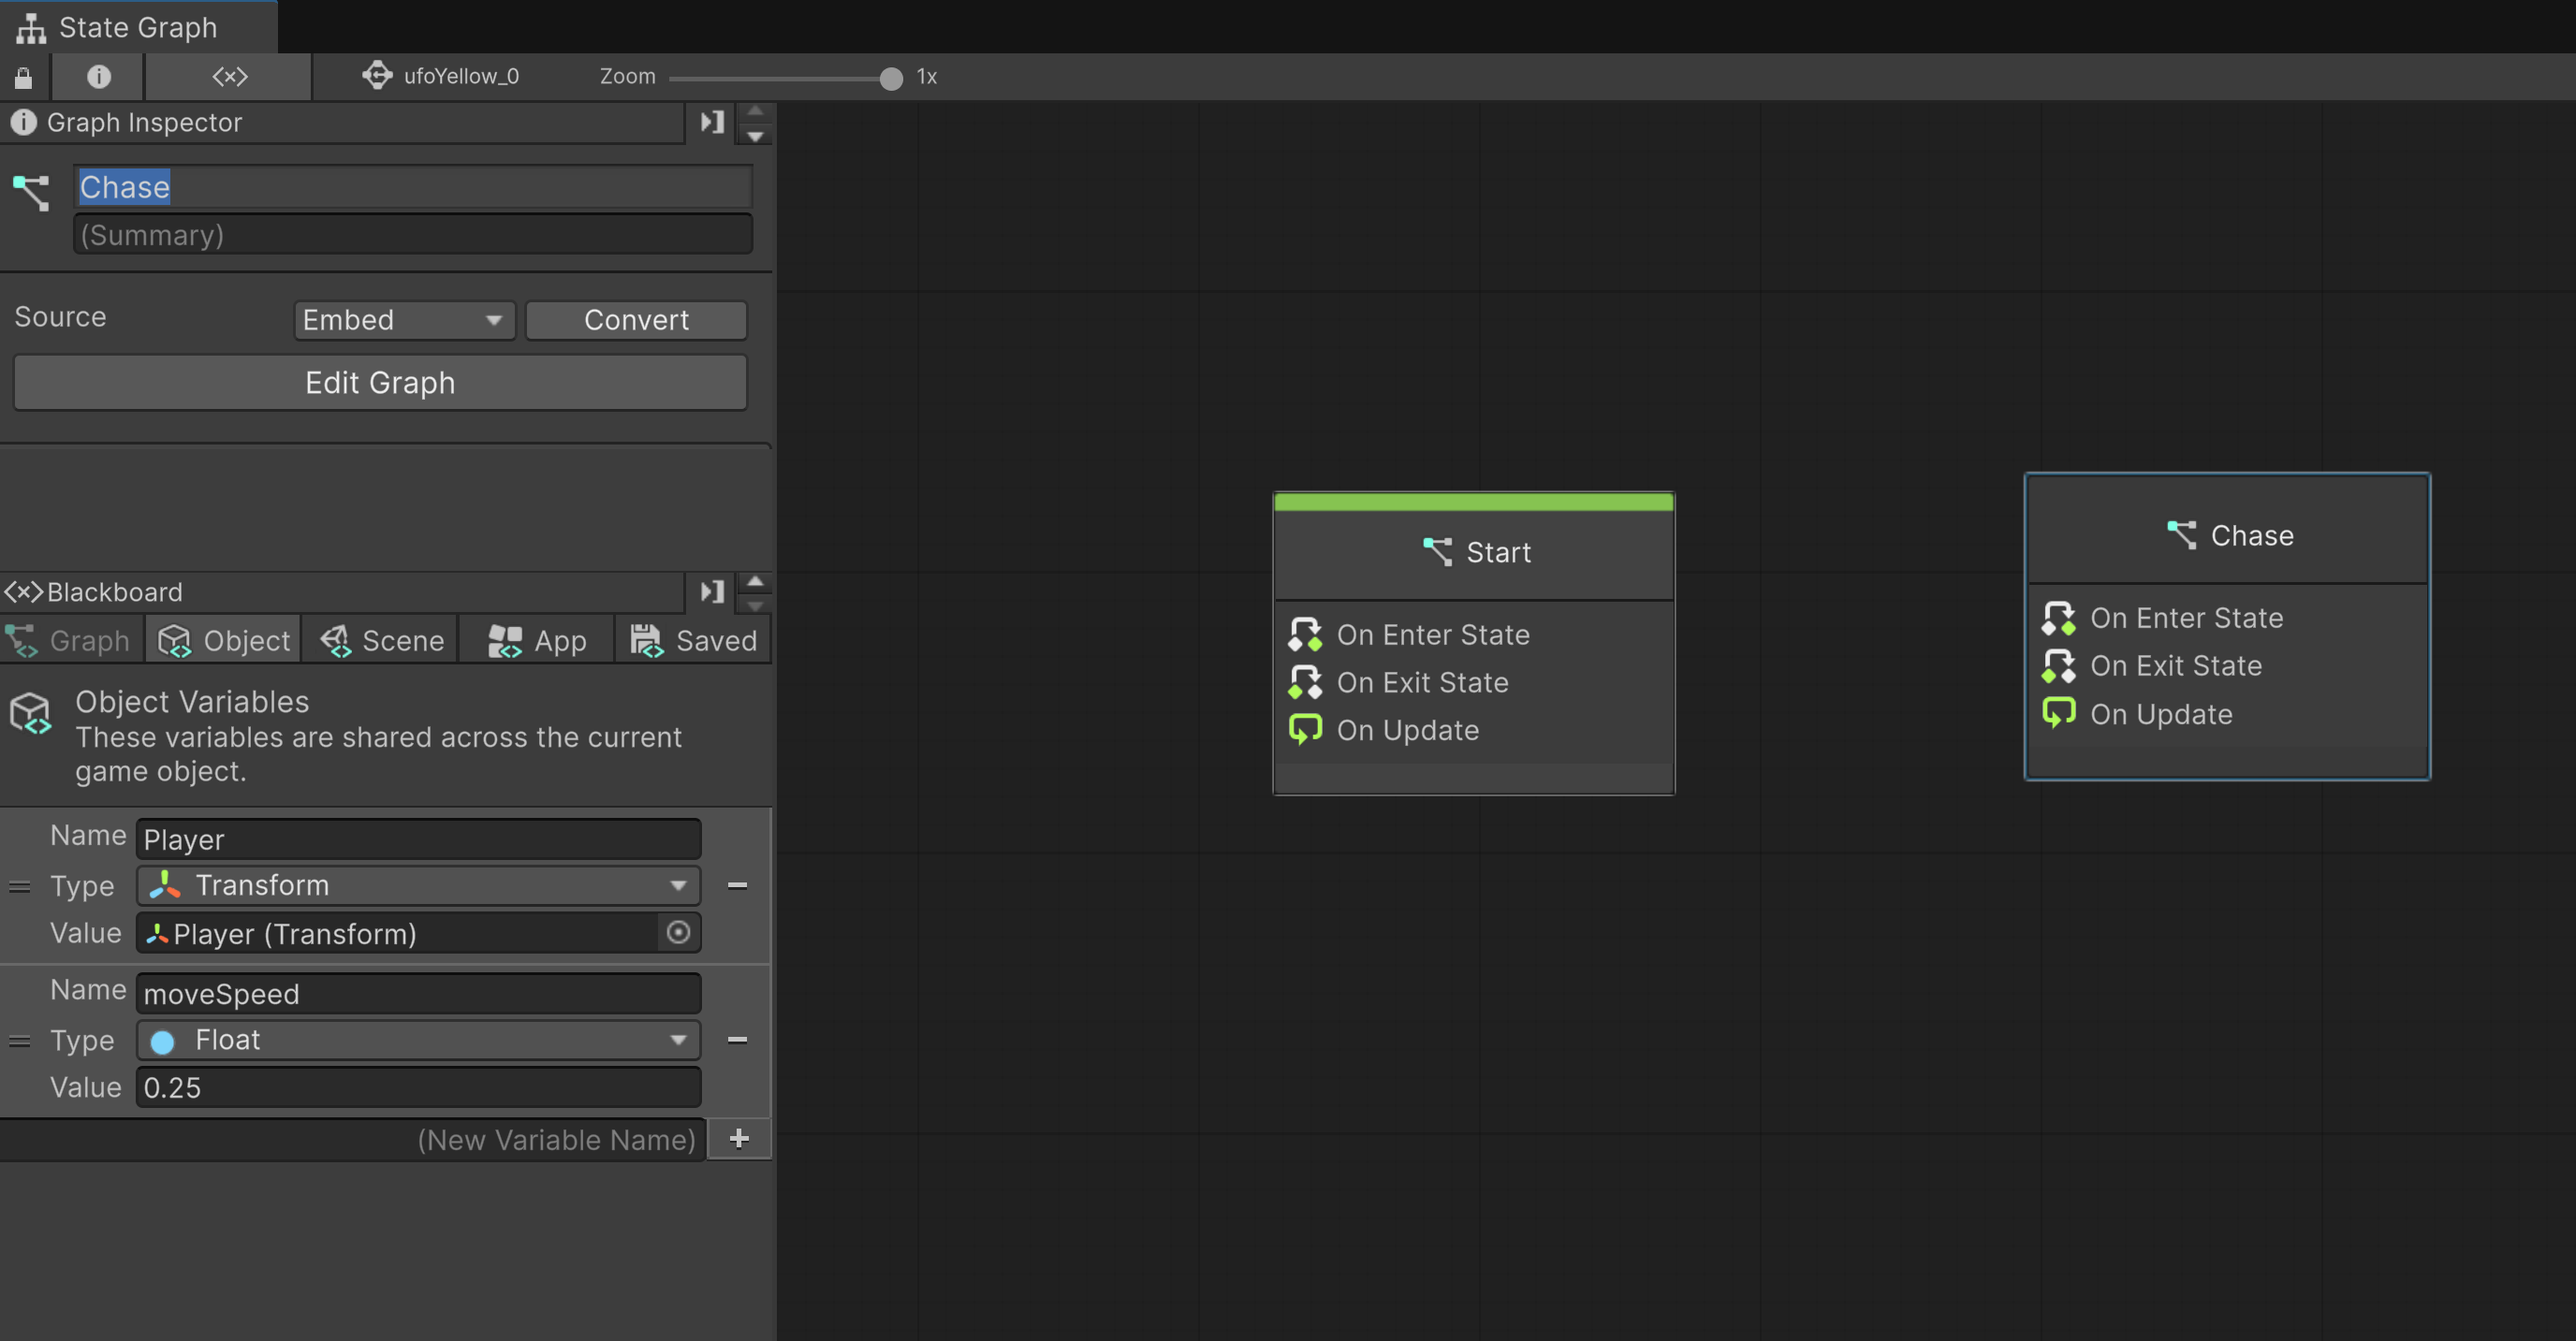 State Graph
ufoYellow_0
Zoom
1x
Graph Inspector
Chase
(Summary)
Source
Embed
Convert
Edit Graph
Blackboard
Graph
Object
Scene
App
Saved
Object Variables
These variables are shared across the current
game object.
Name
Player
Type
Transform
Value
Player (Transform)
Name
moveSpeed
Type
Float
Value
0.25
(New Variable Name)
Start
On Enter State
On Exit State
On Update
Chase
On Enter State
On Exit State
On Update